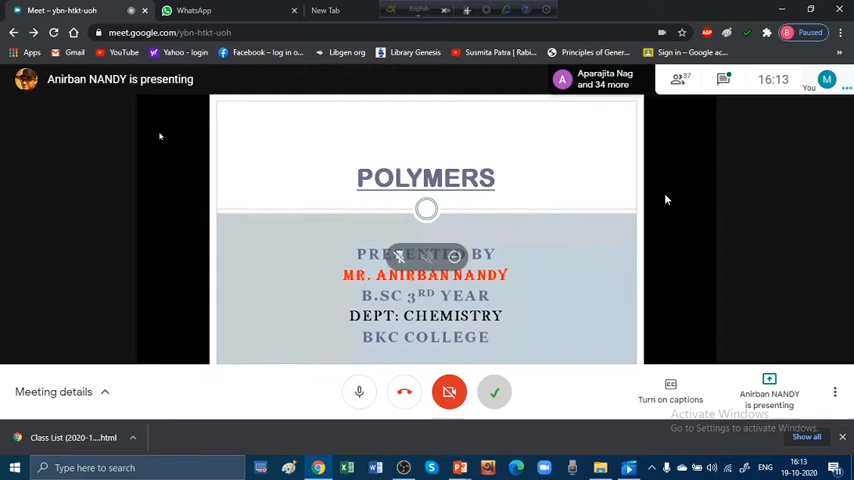 Meet – ybn-htkt-uoh
WhatsApp
New Tab
English
meet.google.com/ybn-htkt-uoh
Paused
Apps
Gmail
YouTube
Yahoo - login
Facebook – log in o...
Libgen org
Library Genesis
Susmita Patra | Rabi...
Principles of Gener...
Sign in – Google ac...
Anirban NANDY is presenting
A
Aparajita Nag
and 34 more
37
16:13
You
M
POLYMERS
PRESENTED BY
MR. ANIRBAN NANDY
B.SC 3RD YEAR
DEPT: CHEMISTRY
BKC COLLEGE
Meeting details
Turn on captions
Anirban NANDY
is presenting
Activate Windows
Go to Settings to activate Windows.
Class List (2020-1....html
Show all
Type here to search
ENG
16:13
19-10-2020